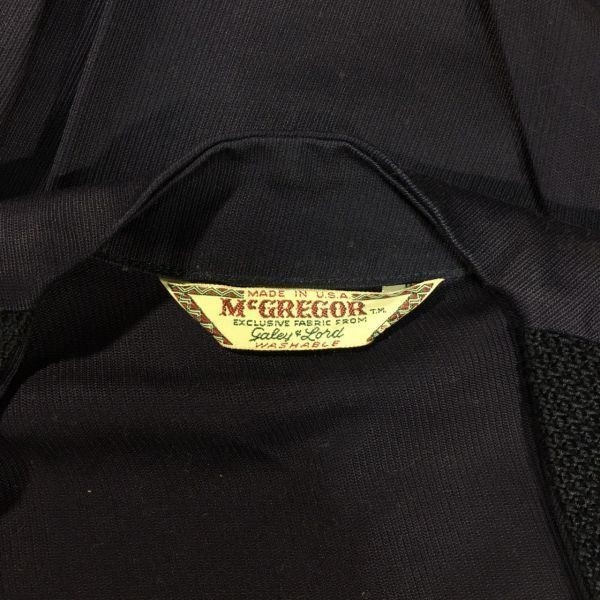 MADE IN U.S.A
McGREGOR T.M.
EXCLUSIVE FABRIC FROM
Galey & Lord
WASHABLE